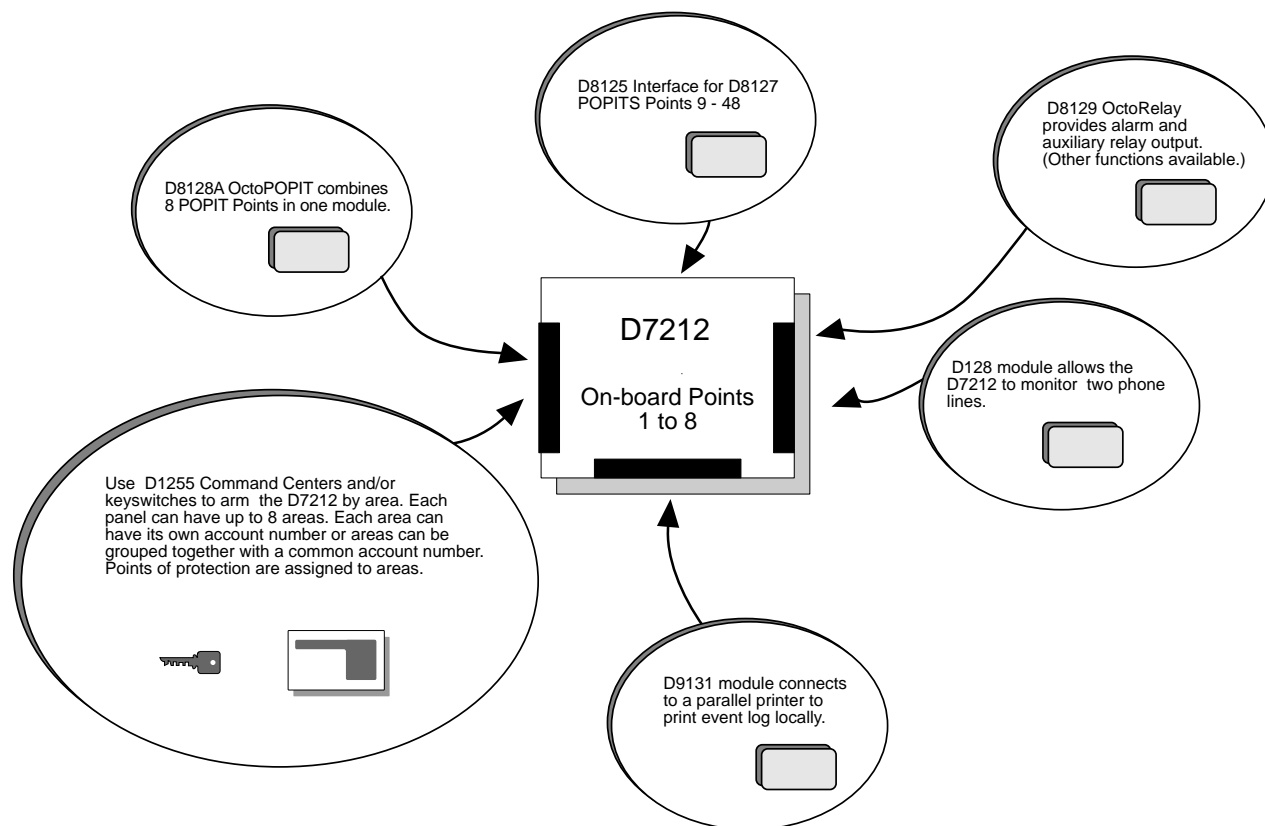 D8125 Interface for D8127
POPITS Points 9 - 48
D8129 OctoRelay
provides alarm and
auxiliary relay output.
(Other functions available.)
D8128A OctoPOPIT combines
8 POPIT Points in one module.
D7212
On-board Points
1 to 8
D128 module allows the
D7212 to monitor two phone
lines.
Use D1255 Command Centers and/or
keyswitches to arm the D7212 by area. Each
panel can have up to 8 areas. Each area can
have its own account number or areas can be
grouped together with a common account number.
Points of protection are assigned to areas.
D9131 module connects
to a parallel printer to
print event log locally.